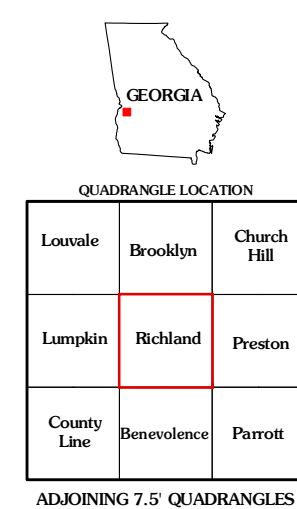 GEORGIA
QUADRANGLE LOCATION
Louvale
Brooklyn
Church
Hill
Lumpkin
Richland
Preston
County
Line
Benevolence
Parrott
ADJOINING 7.5' QUADRANGLES